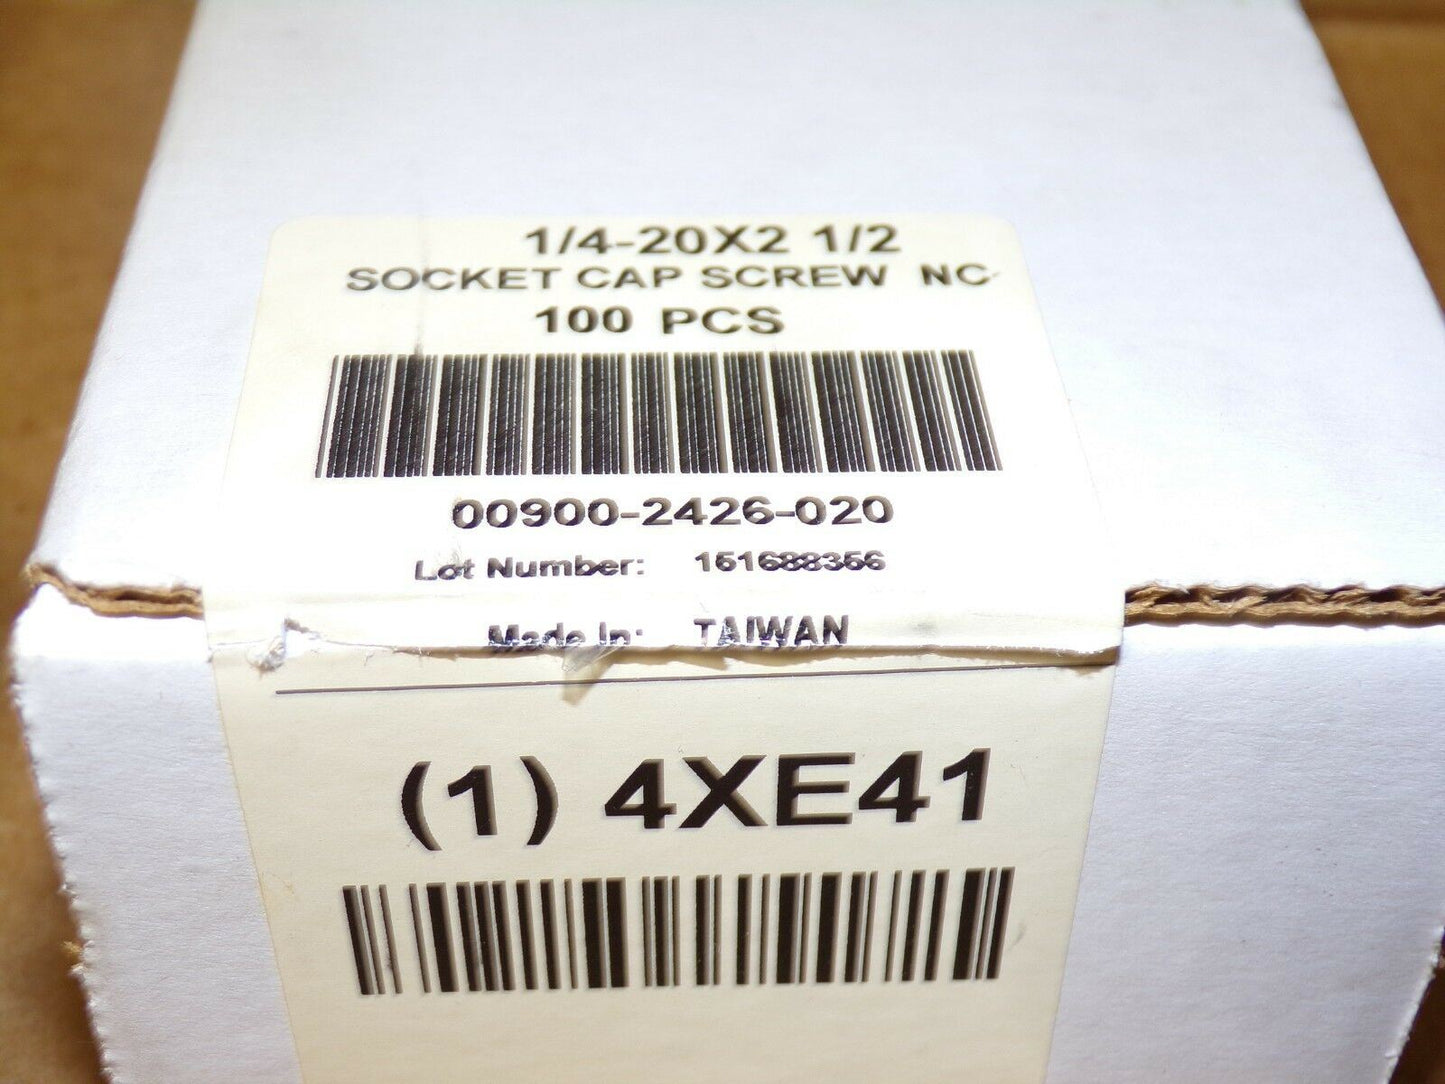 1/4-20X2 1/2
SOCKET CAP SCREW NC
100 PCS
00900-2426-020
Lot Number: 151688356
Made In: TAIWAN
(1) 4XE41